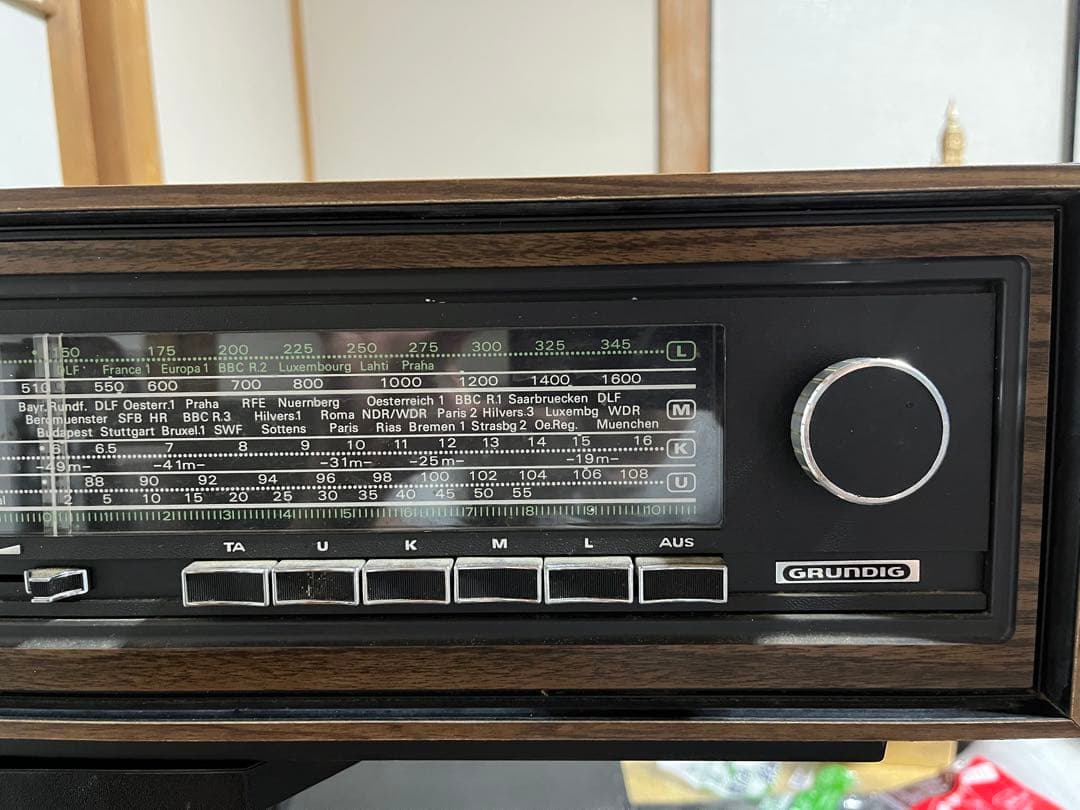 150 175 200 225 250 275 300 325 345 L
DLF France 1 Europa 1 BBC R.2 Luxembourg Lahti Praha
510 550 600 700 800 1000 1200 1400 1600
Bayr.Rundf. DLF Oesterr.1 Praha RFE Nuernberg Oesterreich 1 BBC R.1 Saarbruecken DLF
Beromuenster SFB HR BBC R.3 Hilvers.1 Roma NDR/WDR Paris 2 Hilvers.3 Luxembg WDR M
Budapest Stuttgart Bruxel.1 SWF Sottens Paris Rias Bremen 1 Strasbg 2 Oe.Reg. Muenchen
6 6.5 7 8 9 10 11 12 13 14 15 16 K
-49m- -41m- -31m- -25m- -19m-
88 90 92 94 96 98 100 102 104 106 108 U
2 5 10 15 20 25 30 35 40 45 50 55
0 1 2 3 4 5 6 7 8 9 10
TA U K M L AUS
GRUNDIG